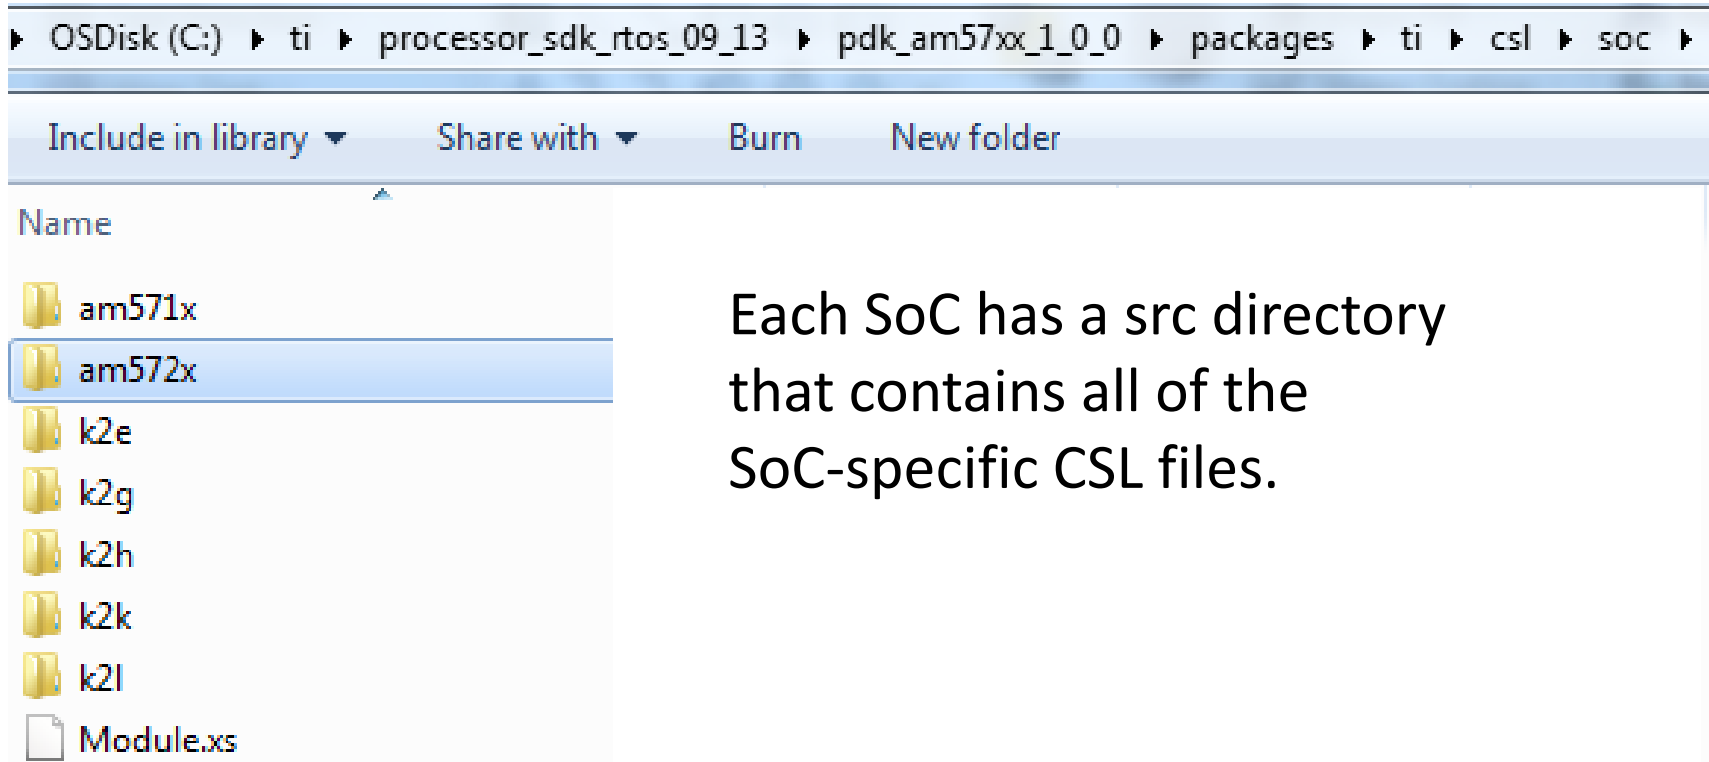 OSDisk (C:) ti processor_sdk_rtos_09_13 pdk_am57xx_1_0_0 packages ti csl soc
Include in library Share with Burn New folder
Name
am571x
am572x
k2e
k2g
k2h
k2k
k2l
Module.xs
Each SoC has a src directory
that contains all of the
SoC-specific CSL files.